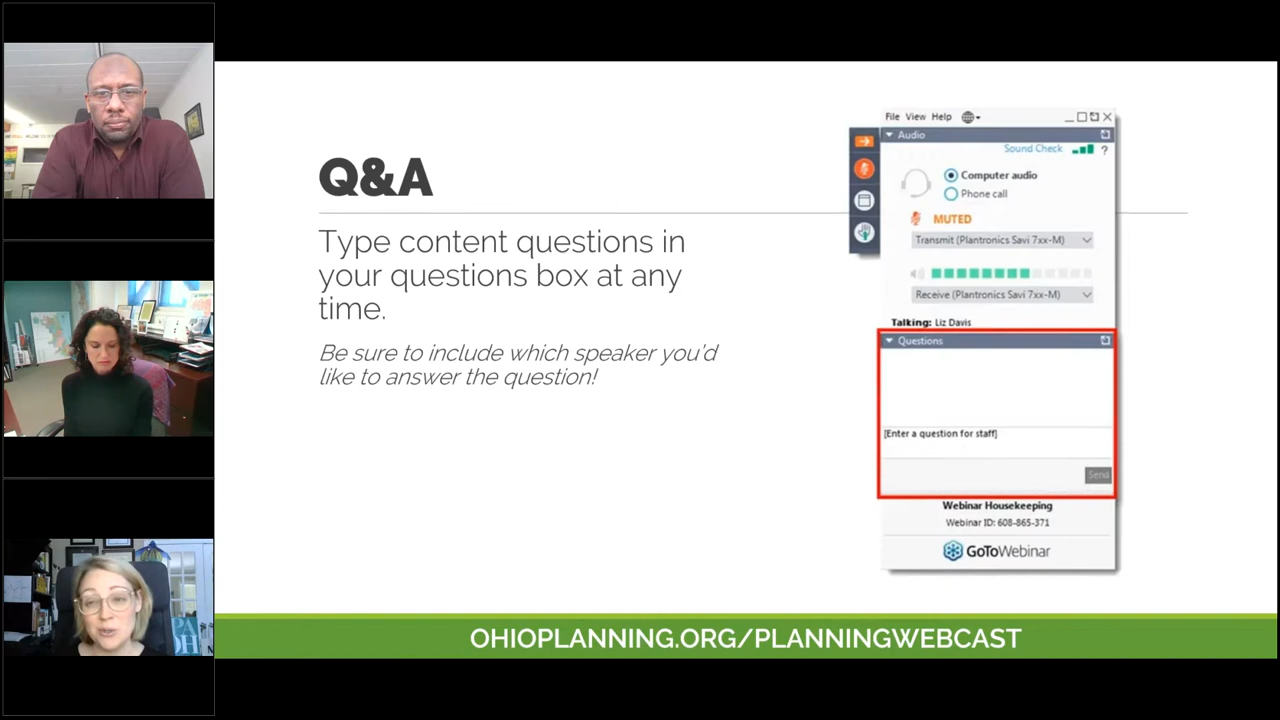 Q&A
Type content questions in
your questions box at any
time.
Be sure to include which speaker you'd
like to answer the question!
File View Help
Audio
Sound Check ?
Computer audio
Phone call
MUTED
Transmit (Plantronics Savi 7xx-M)
Receive (Plantronics Savi 7xx-M)
Talking: Liz Davis
Questions
[Enter a question for staff]
Send
Webinar Housekeeping
Webinar ID: 608-865-371
GoToWebinar
OHIOPLANNING.ORG/PLANNINGWEBCAST